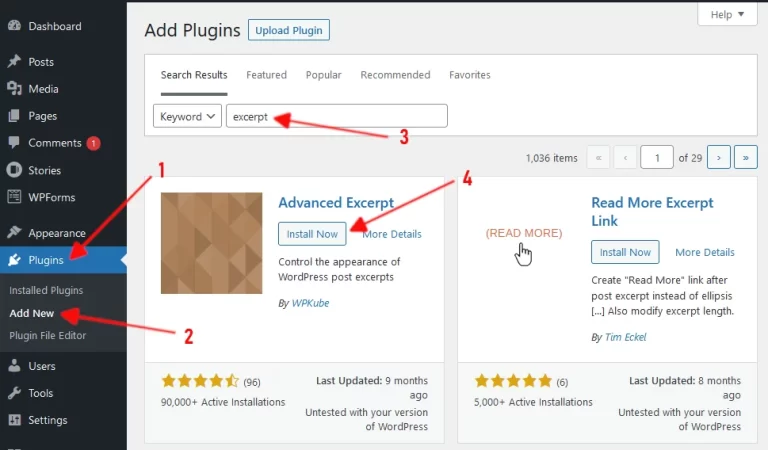 Dashboard
Posts
Media
Pages
Comments 1
Stories
WPForms
Appearance
Plugins
Installed Plugins
Add New
Plugin File Editor
Users
Tools
Settings
1
2
Help ▼
Add Plugins Upload Plugin
Search Results Featured Popular Recommended Favorites
Keyword excerpt
3
1,036 items « ‹ 1 of 29 › »
4
Advanced Excerpt
Install Now More Details
Control the appearance of
WordPress post excerpts
By WPKube
(96)
90,000+ Active Installations
Last Updated: 9 months
ago
Untested with your version
of WordPress
(READ MORE)
Read More Excerpt
Link
Install Now More Details
Create "Read More" link after
post excerpt instead of ellipsis
[...] Also modify excerpt length.
By Tim Eckel
(6)
5,000+ Active Installations
Last Updated: 8 months
ago
Untested with your version
of WordPress